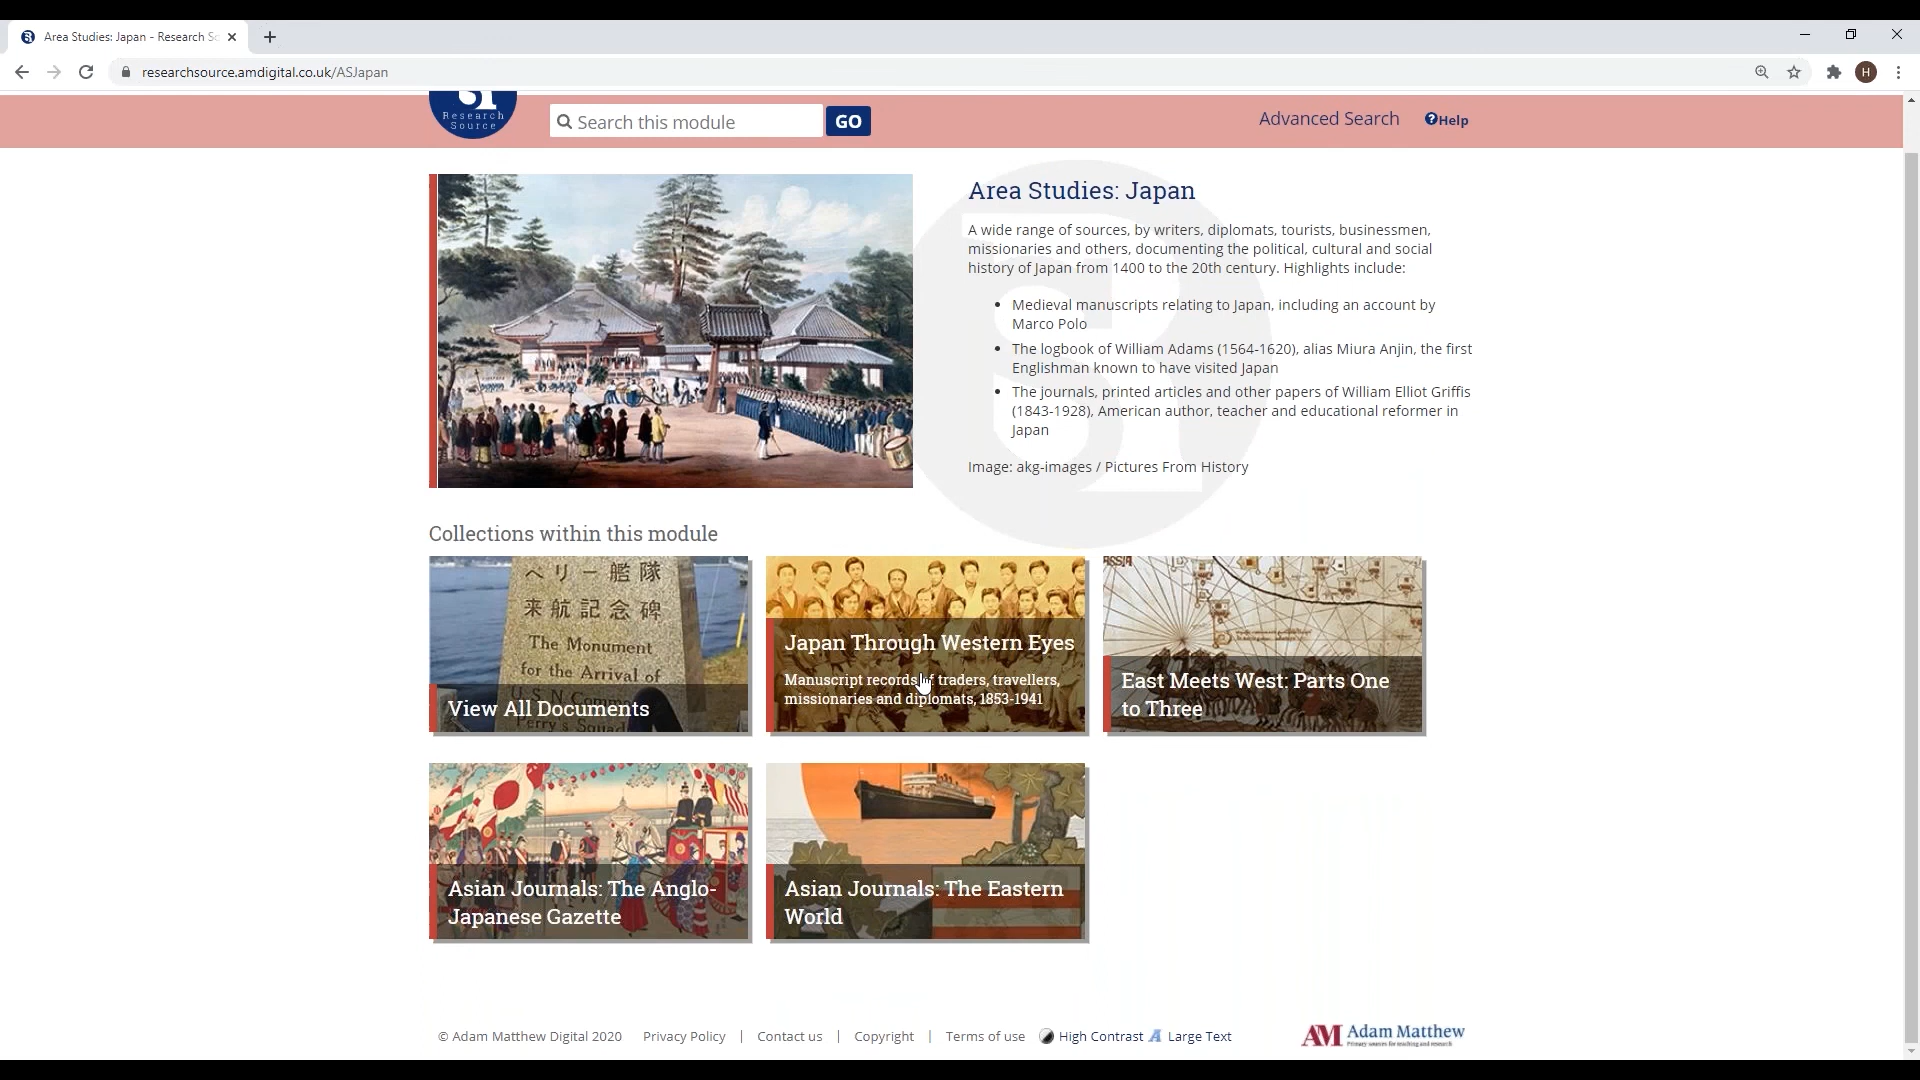 Area Studies: Japan - Research Sc
researchsource.amdigital.co.uk/ASJapan
H
Research
Source
Search this module
GO
Advanced Search
Help
Area Studies: Japan
A wide range of sources, by writers, diplomats, tourists, businessmen,
missionaries and others, documenting the political, cultural and social
history of Japan from 1400 to the 20th century. Highlights include:
Medieval manuscripts relating to Japan, including an account by
Marco Polo
The logbook of William Adams (1564-1620), alias Miura Anjin, the first
Englishman known to have visited Japan
The journals, printed articles and other papers of William Elliot Griffis
(1843-1928), American author, teacher and educational reformer in
Japan
Image: akg-images / Pictures From History
Collections within this module
ペリー艦隊
来航記念碑
The Monument
for the Arrival of
View All Documents
Japan Through Western Eyes
Manuscript records of traders, travellers,
missionaries and diplomats, 1853-1941
East Meets West: Parts One
to Three
Asian Journals: The Anglo-
Japanese Gazette
Asian Journals: The Eastern
World
© Adam Matthew Digital 2020 Privacy Policy | Contact us | Copyright | Terms of use High Contrast A Large Text
AM Adam Matthew
Primary sources for teaching and research